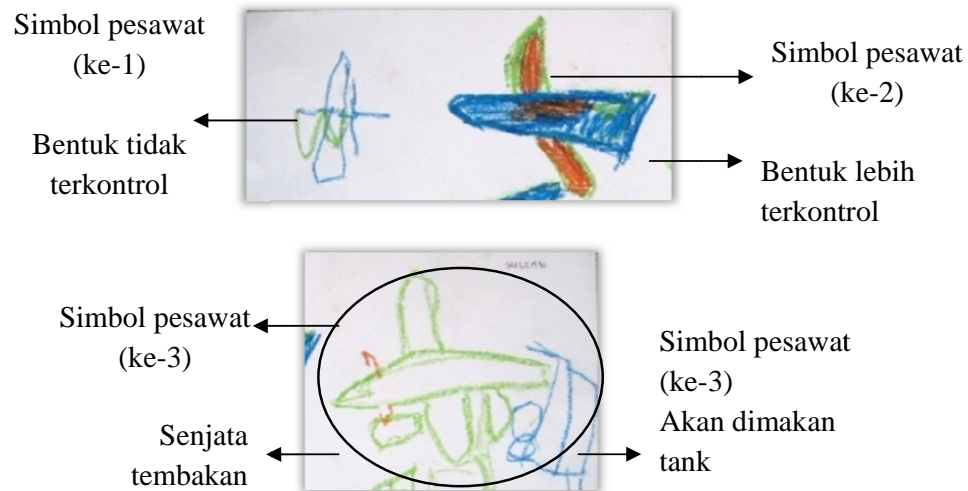 Simbol pesawat
(ke-1)
Bentuk tidak
terkontrol
Simbol pesawat
(ke-2)
Bentuk lebih
terkontrol
Simbol pesawat
(ke-3)
Senjata
tembakan
Simbol pesawat
(ke-3)
Akan dimakan
tank